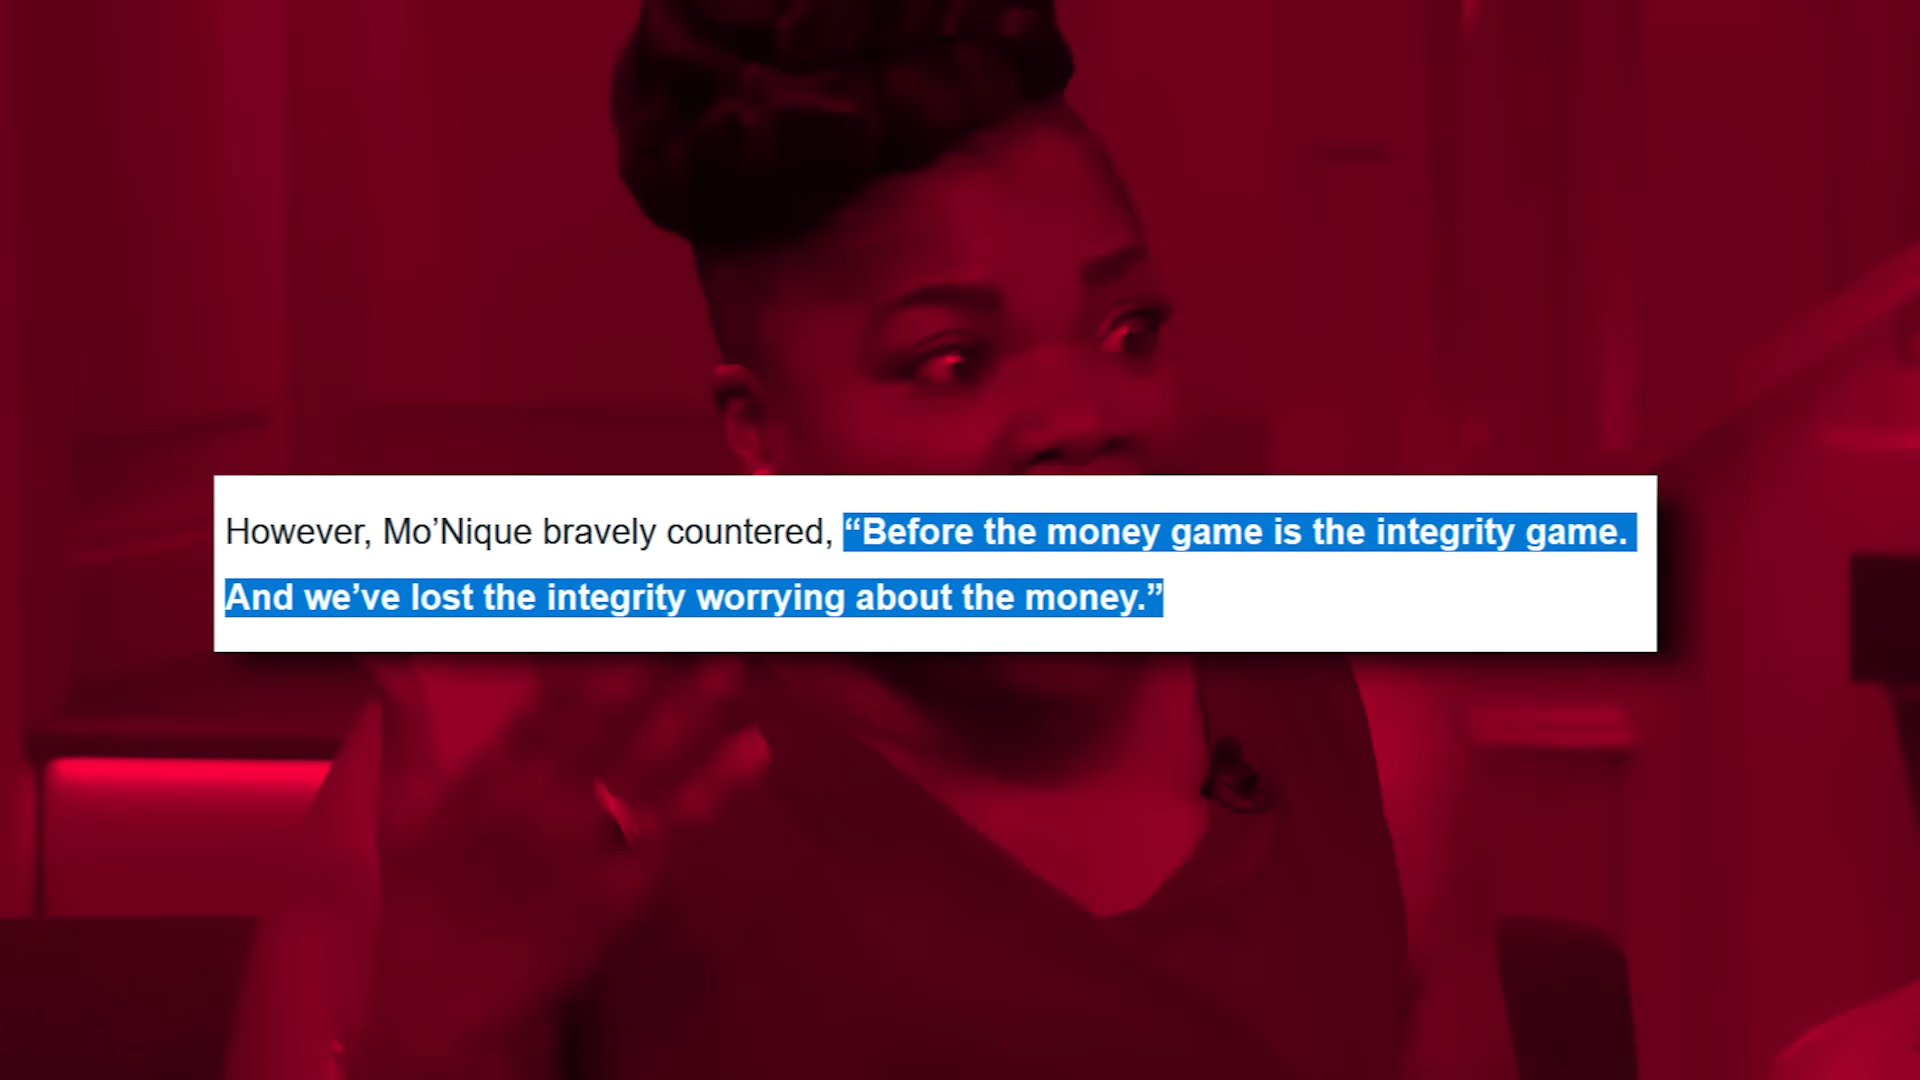 However, Mo’Nique bravely countered, “Before the money game is the integrity game.
And we’ve lost the integrity worrying about the money.”